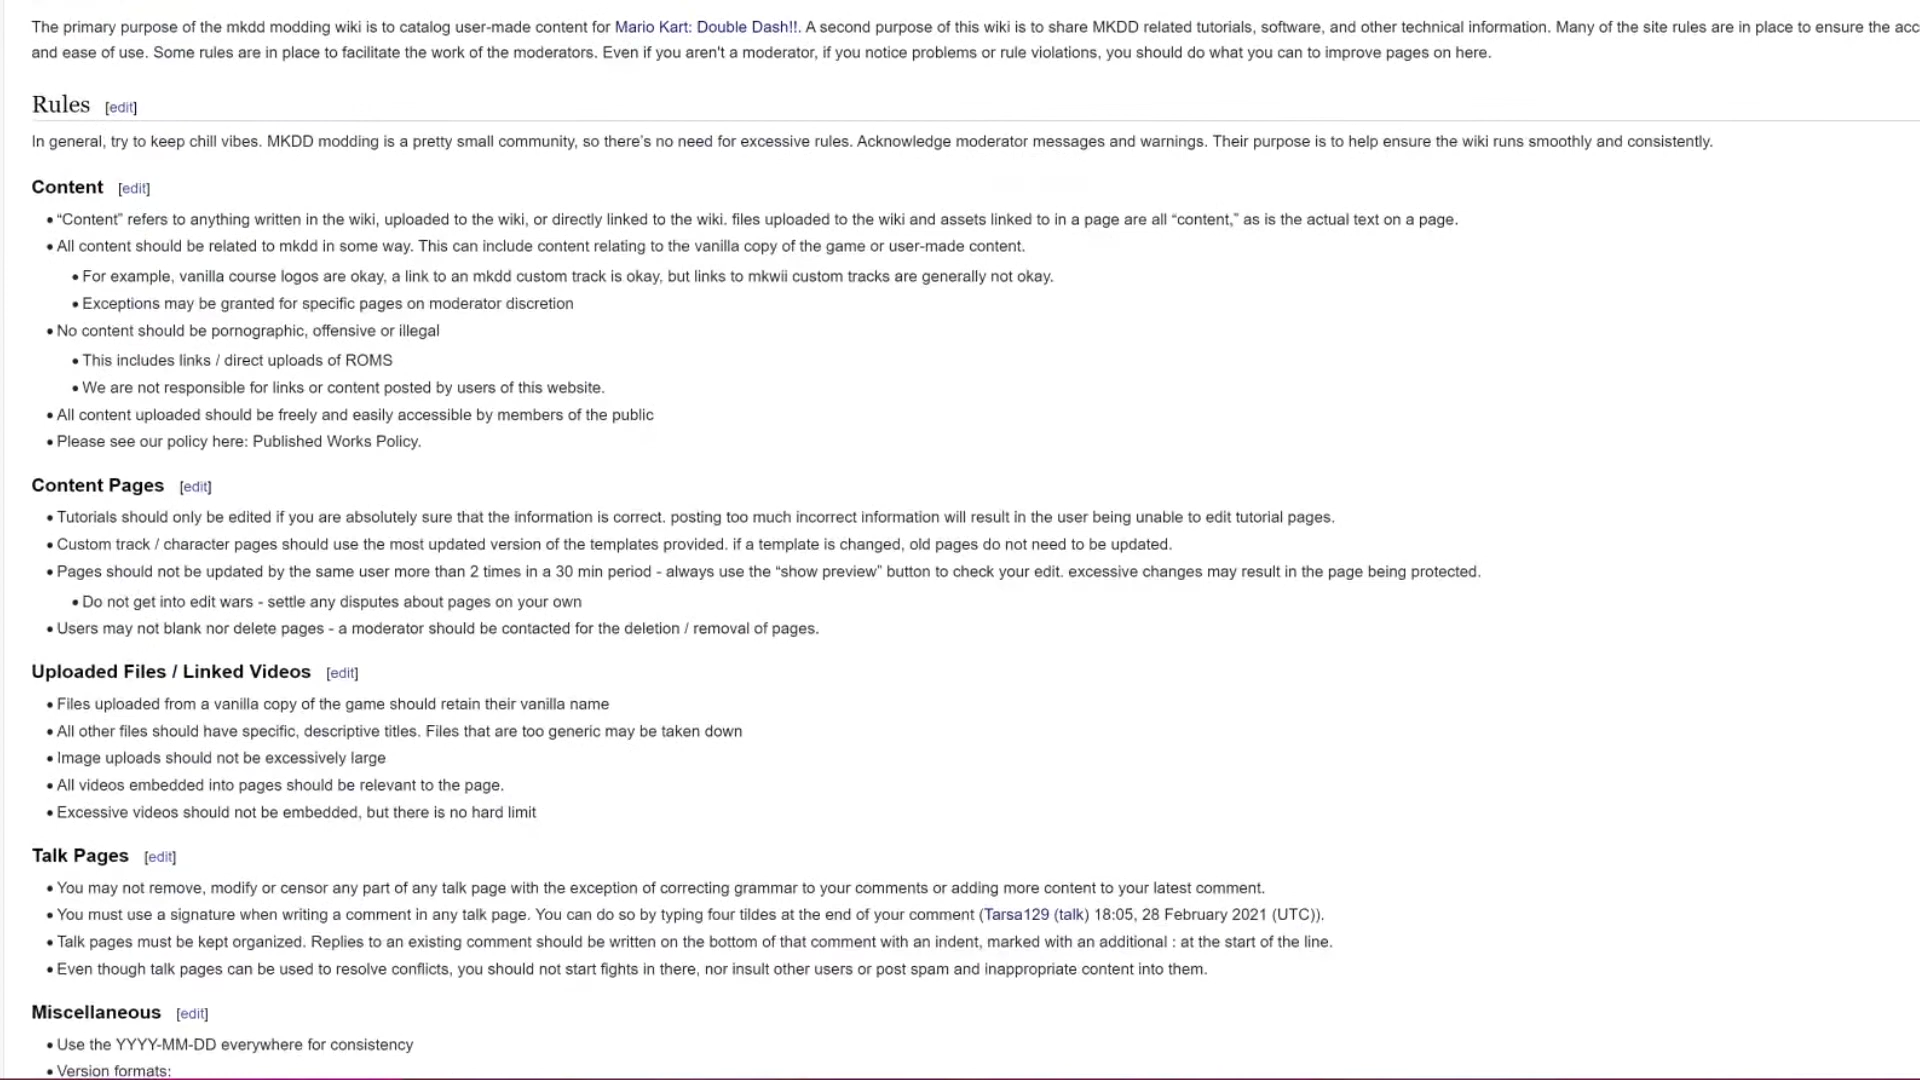 The primary purpose of the mkdd modding wiki is to catalog user-made content for Mario Kart: Double Dash!!. A second purpose of this wiki is to share MKDD related tutorials, software, and other technical information. Many of the site rules are in place to ensure the
and ease of use. Some rules are in place to facilitate the work of the moderators. Even if you aren't a moderator, if you notice problems or rule violations, you should do what you can to improve pages on here.
Rules [edit]
In general, try to keep chill vibes. MKDD modding is a pretty small community, so there's no need for excessive rules. Acknowledge moderator messages and warnings. Their purpose is to help ensure the wiki runs smoothly and consistently.
Content [edit]
• “Content” refers to anything written in the wiki, uploaded to the wiki, or directly linked to the wiki. files uploaded to the wiki and assets linked to in a page are all “content,” as is the actual text on a page.
• All content should be related to mkdd in some way. This can include content relating to the vanilla copy of the game or user-made content.
• For example, vanilla course logos are okay, a link to an mkdd custom track is okay, but links to mkwii custom tracks are generally not okay.
• Exceptions may be granted for specific pages on moderator discretion
• No content should be pornographic, offensive or illegal
• This includes links / direct uploads of ROMS
• We are not responsible for links or content posted by users of this website.
• All content uploaded should be freely and easily accessible by members of the public
• Please see our policy here: Published Works Policy.
Content Pages [edit]
• Tutorials should only be edited if you are absolutely sure that the information is correct. posting too much incorrect information will result in the user being unable to edit tutorial pages.
• Custom track / character pages should use the most updated version of the templates provided. if a template is changed, old pages do not need to be updated.
• Pages should not be updated by the same user more than 2 times in a 30 min period - always use the “show preview” button to check your edit. excessive changes may result in the page being protected.
• Do not get into edit wars - settle any disputes about pages on your own
• Users may not blank nor delete pages - a moderator should be contacted for the deletion / removal of pages.
Uploaded Files / Linked Videos [edit]
• Files uploaded from a vanilla copy of the game should retain their vanilla name
• All other files should have specific, descriptive titles. Files that are too generic may be taken down
• Image uploads should not be excessively large
• All videos embedded into pages should be relevant to the page.
• Excessive videos should not be embedded, but there is no hard limit
Talk Pages [edit]
• You may not remove, modify or censor any part of any talk page with the exception of correcting grammar to your comments or adding more content to your latest comment.
• You must use a signature when writing a comment in any talk page. You can do so by typing four tildes at the end of your comment (Tarsa129 (talk) 18:05, 28 February 2021 (UTC)).
• Talk pages must be kept organized. Replies to an existing comment should be written on the bottom of that comment with an indent, marked with an additional : at the start of the line.
• Even though talk pages can be used to resolve conflicts, you should not start fights in there, nor insult other users or post spam and inappropriate content into them.
Miscellaneous [edit]
• Use the YYYY-MM-DD everywhere for consistency
• Version formats: